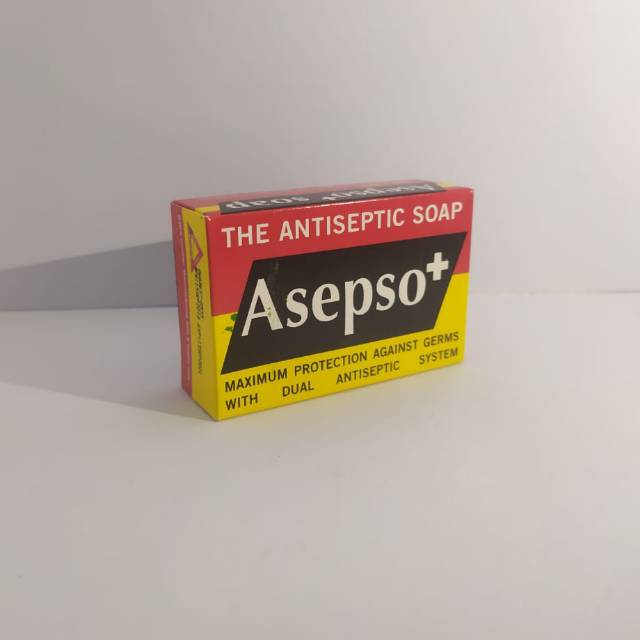 Asepso+ soap
THE ANTISEPTIC SOAP
Asepso+
MAXIMUM PROTECTION AGAINST GERMS
WITH DUAL ANTISEPTIC SYSTEM